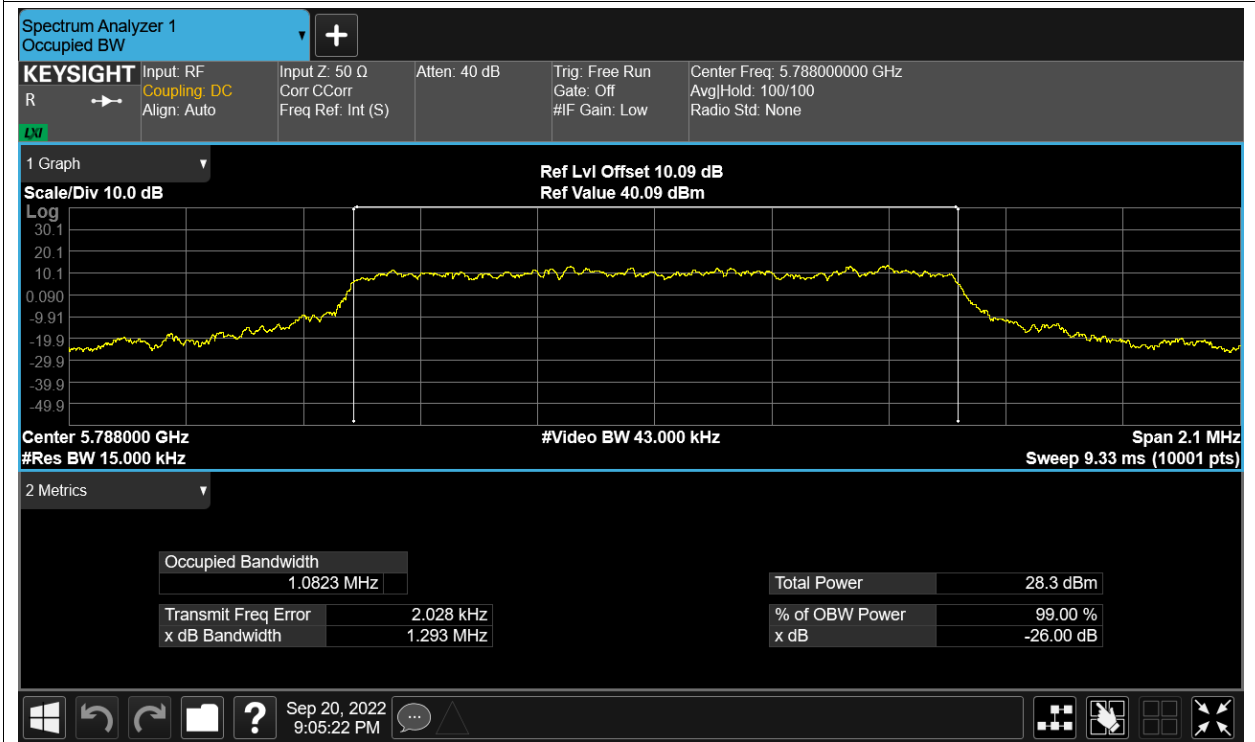 Spectrum Analyzer 1
Occupied BW
KEYSIGHT
R
LXI
Input: RF
Coupling: DC
Align: Auto
Input Z: 50 Ω
Corr CCorr
Freq Ref: Int (S)
Atten: 40 dB
Trig: Free Run
Gate: Off
#IF Gain: Low
Center Freq: 5.788000000 GHz
Avg|Hold: 100/100
Radio Std: None
1 Graph
Scale/Div 10.0 dB
Ref Lvl Offset 10.09 dB
Ref Value 40.09 dBm
Log
30.1
20.1
10.1
0.090
-9.91
-19.9
-29.9
-39.9
-49.9
Center 5.788000 GHz
#Video BW 43.000 kHz
Span 2.1 MHz
#Res BW 15.000 kHz
Sweep 9.33 ms (10001 pts)
2 Metrics
Occupied Bandwidth
1.0823 MHz
Total Power 28.3 dBm
Transmit Freq Error 2.028 kHz
% of OBW Power 99.00 %
x dB Bandwidth 1.293 MHz
x dB -26.00 dB
Sep 20, 2022
9:05:22 PM